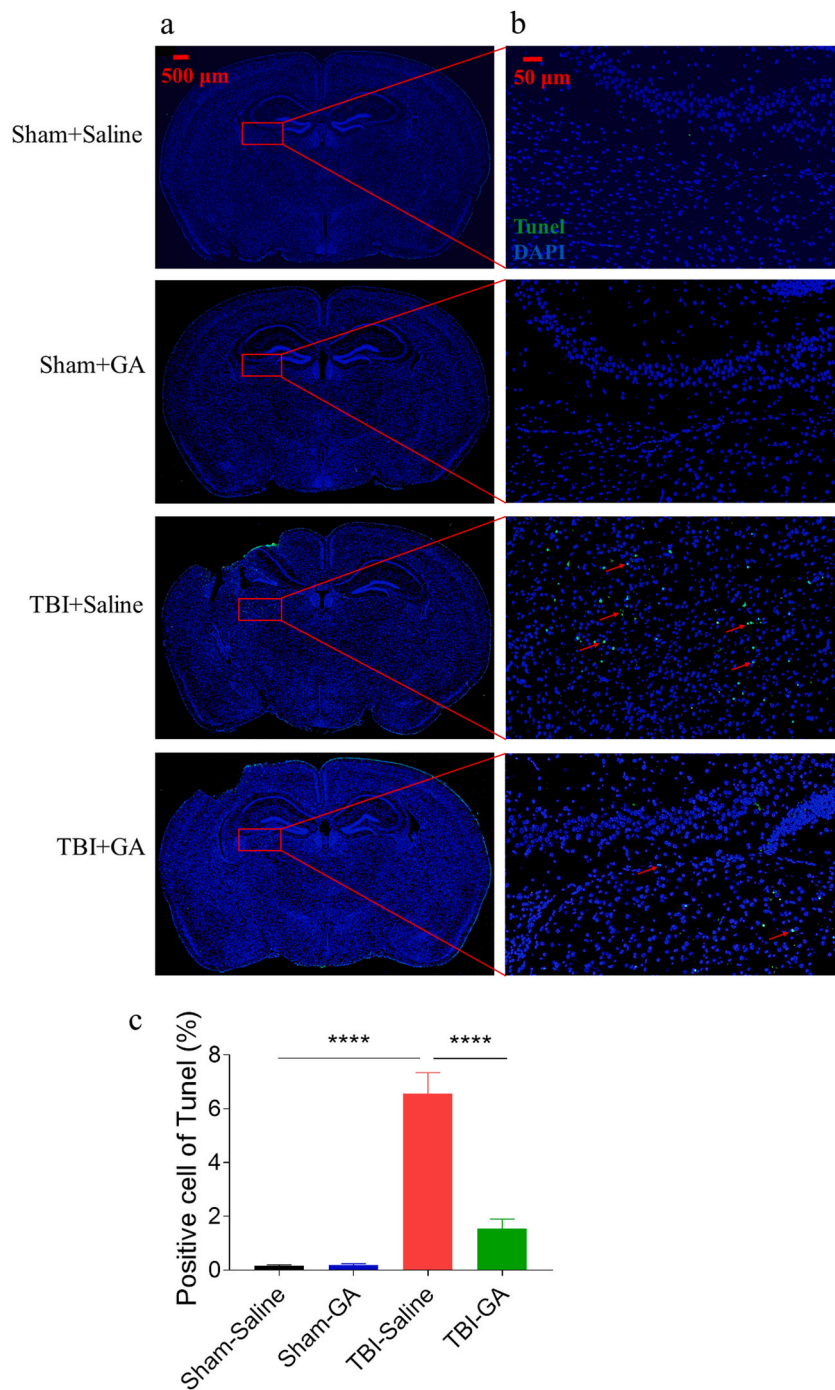 a
b
500 μm
50 μm
Sham+Saline
Tunel
DAPI
Sham+GA
TBI+Saline
TBI+GA
c
Positive cell of Tunel (%)
8
6
4
2
0
****
****
Sham-Saline
Sham-GA
TBI-Saline
TBI-GA